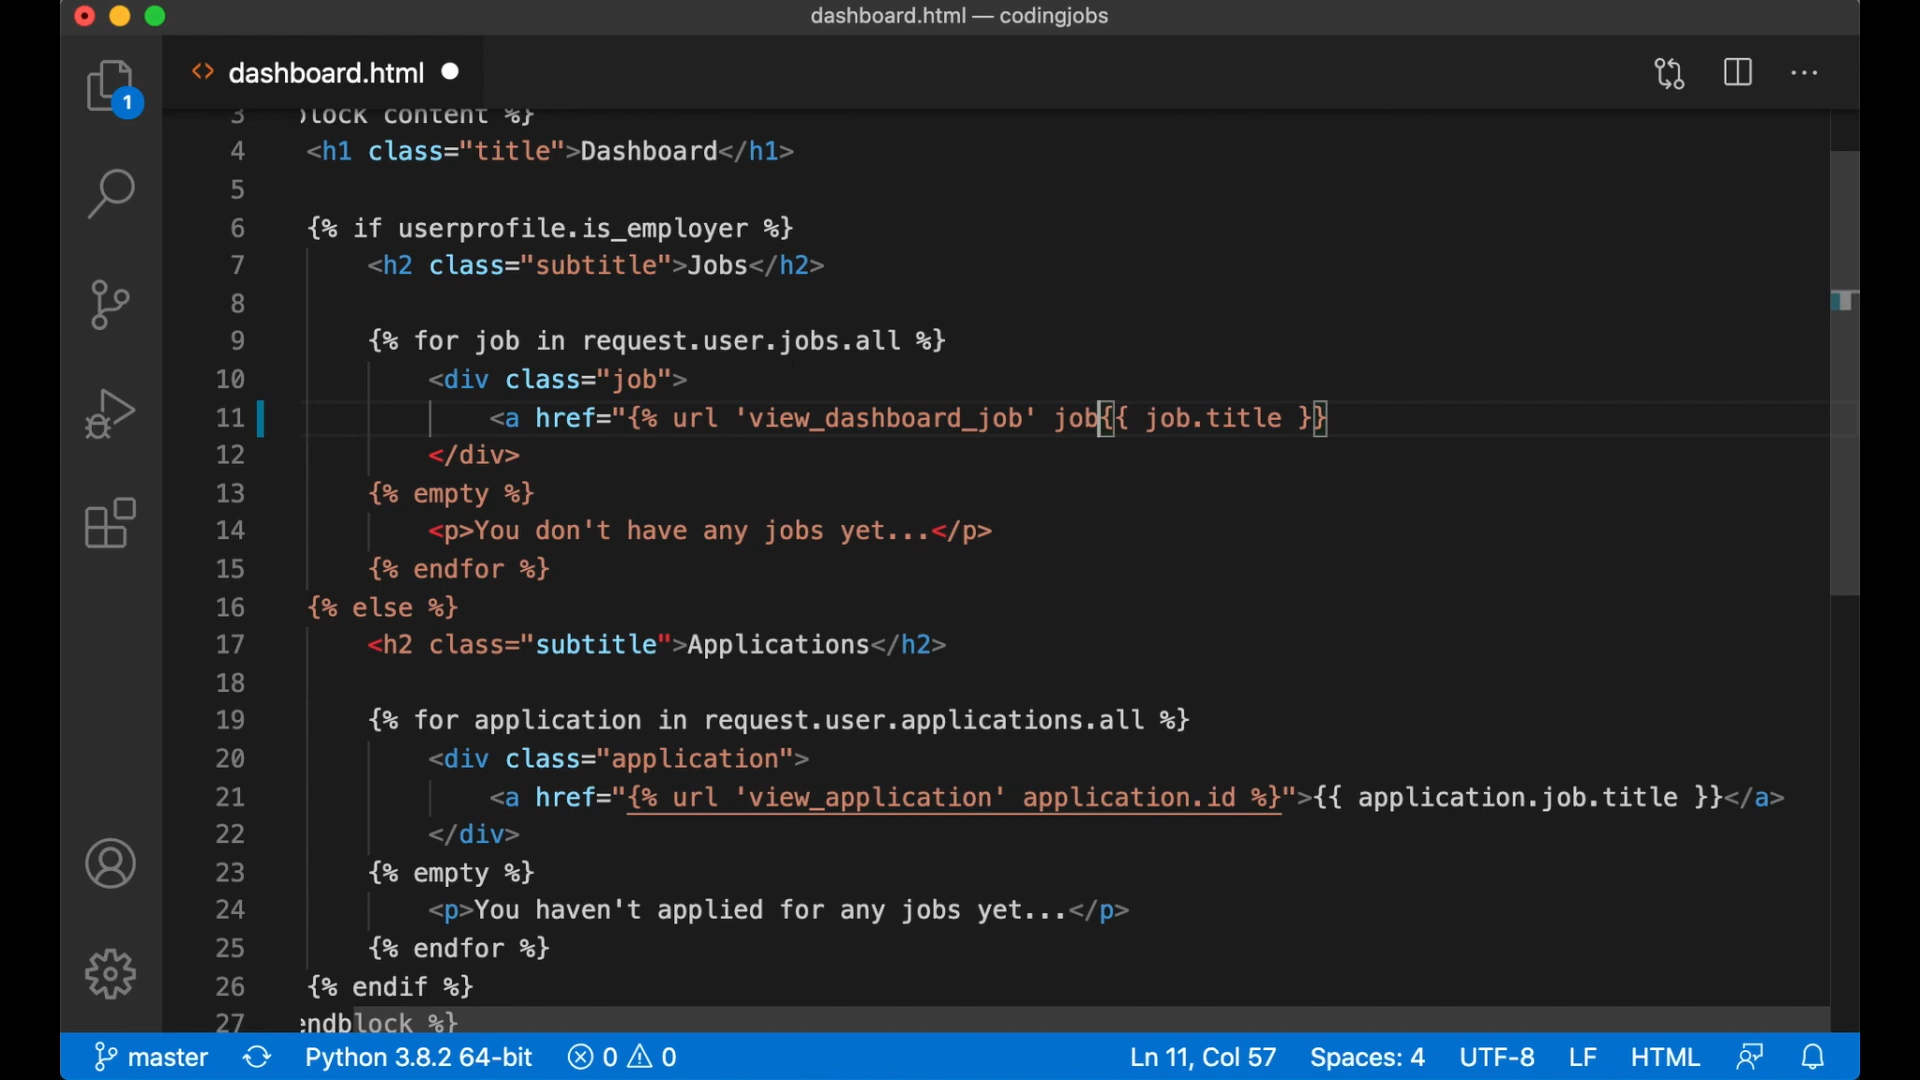 dashboard.html — codingjobs
dashboard.html
1
3 lock content %}
4 <h1 class="title">Dashboard</h1>
5
6 {% if userprofile.is_employer %}
7 <h2 class="subtitle">Jobs</h2>
8
9 {% for job in request.user.jobs.all %}
10 <div class="job">
11 <a href="{% url 'view_dashboard_job' job{{ job.title }}
12 </div>
13 {% empty %}
14 <p>You don't have any jobs yet...</p>
15 {% endfor %}
16 {% else %}
17 <h2 class="subtitle">Applications</h2>
18
19 {% for application in request.user.applications.all %}
20 <div class="application">
21 <a href="{% url 'view_application' application.id %}">{{ application.job.title }}</a>
22 </div>
23 {% empty %}
24 <p>You haven't applied for any jobs yet...</p>
25 {% endfor %}
26 {% endif %}
27 endblock %}
master Python 3.8.2 64-bit 0 0 Ln 11, Col 57 Spaces: 4 UTF-8 LF HTML